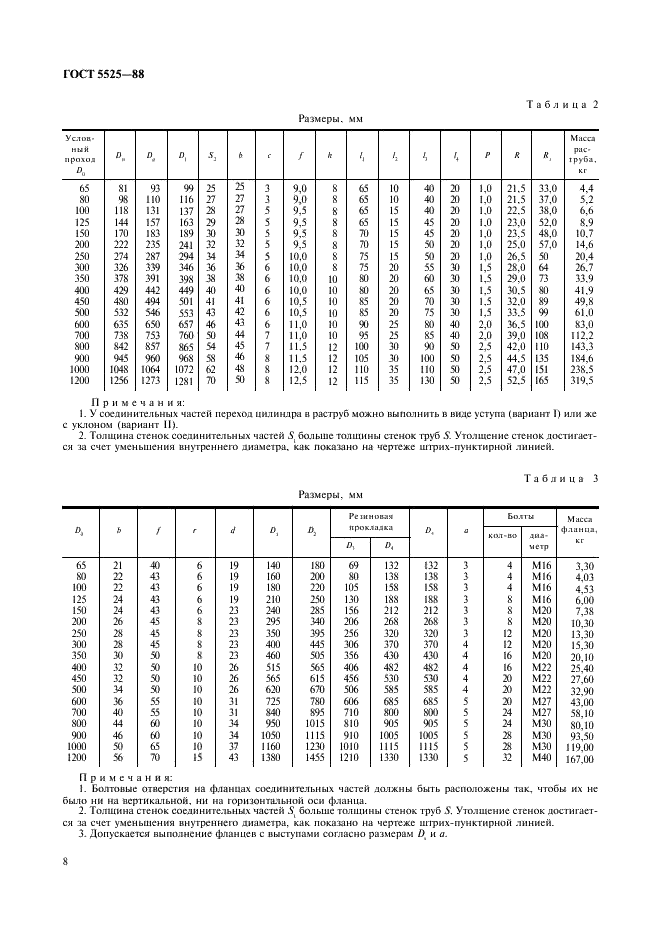 ГОСТ 5525—88
Таблица 2
Размеры, мм
Услов-ный проход D₀ | Dн | Dв | D₁ | S₂ | b | c | f | h | l₁ | l₂ | l₃ | l₄ | P | R | R₁ | Масса рас-труба, кг
65 81 93 99 25 25 3 9,0 8 65 10 40 20 1,0 21,5 33,0 4,4
80 98 110 116 27 27 3 9,0 8 65 15 40 20 1,0 21,5 37,0 5,2
100 118 131 137 28 27 5 9,5 8 65 15 40 20 1,0 22,5 38,0 6,6
125 144 157 163 29 28 5 9,5 8 65 15 40 20 1,0 23,0 52,0 8,9
150 170 183 189 30 30 5 9,5 8 70 15 45 20 1,0 23,5 48,0 10,7
200 222 235 241 32 32 5 9,5 8 70 15 50 20 1,0 25,0 57,0 14,6
250 274 287 294 34 34 5 10,0 8 75 15 50 20 1,0 26,5 50 20,4
300 326 339 346 36 36 6 10,0 8 75 20 55 30 1,5 28,0 64 26,7
350 378 391 398 38 38 6 10,0 10 80 20 60 30 1,5 29,0 73 33,9
400 429 442 449 40 40 6 10,0 10 80 20 65 30 1,5 30,5 80 41,9
450 480 494 501 41 41 6 10,5 10 85 20 70 30 1,5 32,0 89 49,8
500 532 546 553 43 42 6 10,5 10 85 20 75 30 1,5 33,5 99 61,0
600 635 650 657 46 43 6 11,0 10 90 25 80 40 2,0 36,5 100 83,0
700 738 753 760 50 44 7 11,0 10 95 25 85 40 2,0 39,0 108 112,2
800 842 857 865 54 45 7 11,5 12 100 30 90 50 2,5 42,0 110 143,3
900 945 960 968 58 46 8 11,5 12 105 30 100 50 2,5 44,5 135 184,6
1000 1048 1064 1072 62 48 8 12,0 12 110 35 110 50 2,5 47,0 151 238,5
1200 1256 1273 1281 70 50 8 12,5 12 115 35 130 50 2,5 52,5 165 319,5
Примечания:
1. У соединительных частей переход цилиндра в раструб можно выполнить в виде уступа (вариант I) или же
с уклоном (вариант II).
2. Толщина стенок соединительных частей S₁ больше толщины стенок труб S. Утолщение стенок достигает-
ся за счет уменьшения внутреннего диаметра, как показано на чертеже штрих-пунктирной линией.
Таблица 3
Размеры, мм
D₀ | b | f | r | d | D₁ | D₂ | Резиновая прокладка D₃ | D₄ | D₅ | a | Болты кол-во | диа-метр | Масса фланца, кг
65 21 40 6 19 140 180 69 132 132 3 4 М16 3,30
80 22 43 6 19 160 200 80 138 138 3 4 М16 4,03
100 22 43 6 19 180 220 105 158 158 3 4 М16 4,53
125 24 43 6 19 210 250 130 188 188 3 8 М16 6,00
150 24 43 6 23 240 285 156 212 212 3 8 М20 7,38
200 26 45 8 23 295 340 206 268 268 3 8 М20 10,30
250 28 45 8 23 350 395 256 320 320 3 12 М20 13,30
300 28 45 8 23 400 445 306 370 370 4 12 М20 15,30
350 30 50 8 23 460 505 356 430 430 4 16 М20 20,10
400 32 50 10 26 515 565 406 482 482 4 16 М22 25,40
450 32 50 10 26 565 615 456 530 530 4 20 М22 27,60
500 34 50 10 26 620 670 506 585 585 4 20 М22 32,90
600 36 55 10 31 725 780 606 685 685 5 20 М27 43,00
700 40 55 10 31 840 895 710 800 800 5 24 М27 58,10
800 44 60 10 34 950 1015 810 905 905 5 24 М30 80,10
900 46 60 10 34 1050 1115 910 1005 1005 5 28 М30 93,50
1000 50 65 10 37 1160 1230 1010 1115 1115 5 28 М30 119,00
1200 56 70 15 43 1380 1455 1210 1330 1330 5 32 М40 167,00
Примечания:
1. Болтовые отверстия на фланцах соединительных частей должны быть расположены так, чтобы их не
было ни на вертикальной, ни на горизонтальной оси фланца.
2. Толщина стенок соединительных частей S₁ больше толщины стенок труб S. Утолщение стенок достигает-
ся за счет уменьшения внутреннего диаметра, как показано на чертеже штрих-пунктирной линией.
3. Допускается выполнение фланцев с выступами согласно размерам D₅ и a.
8